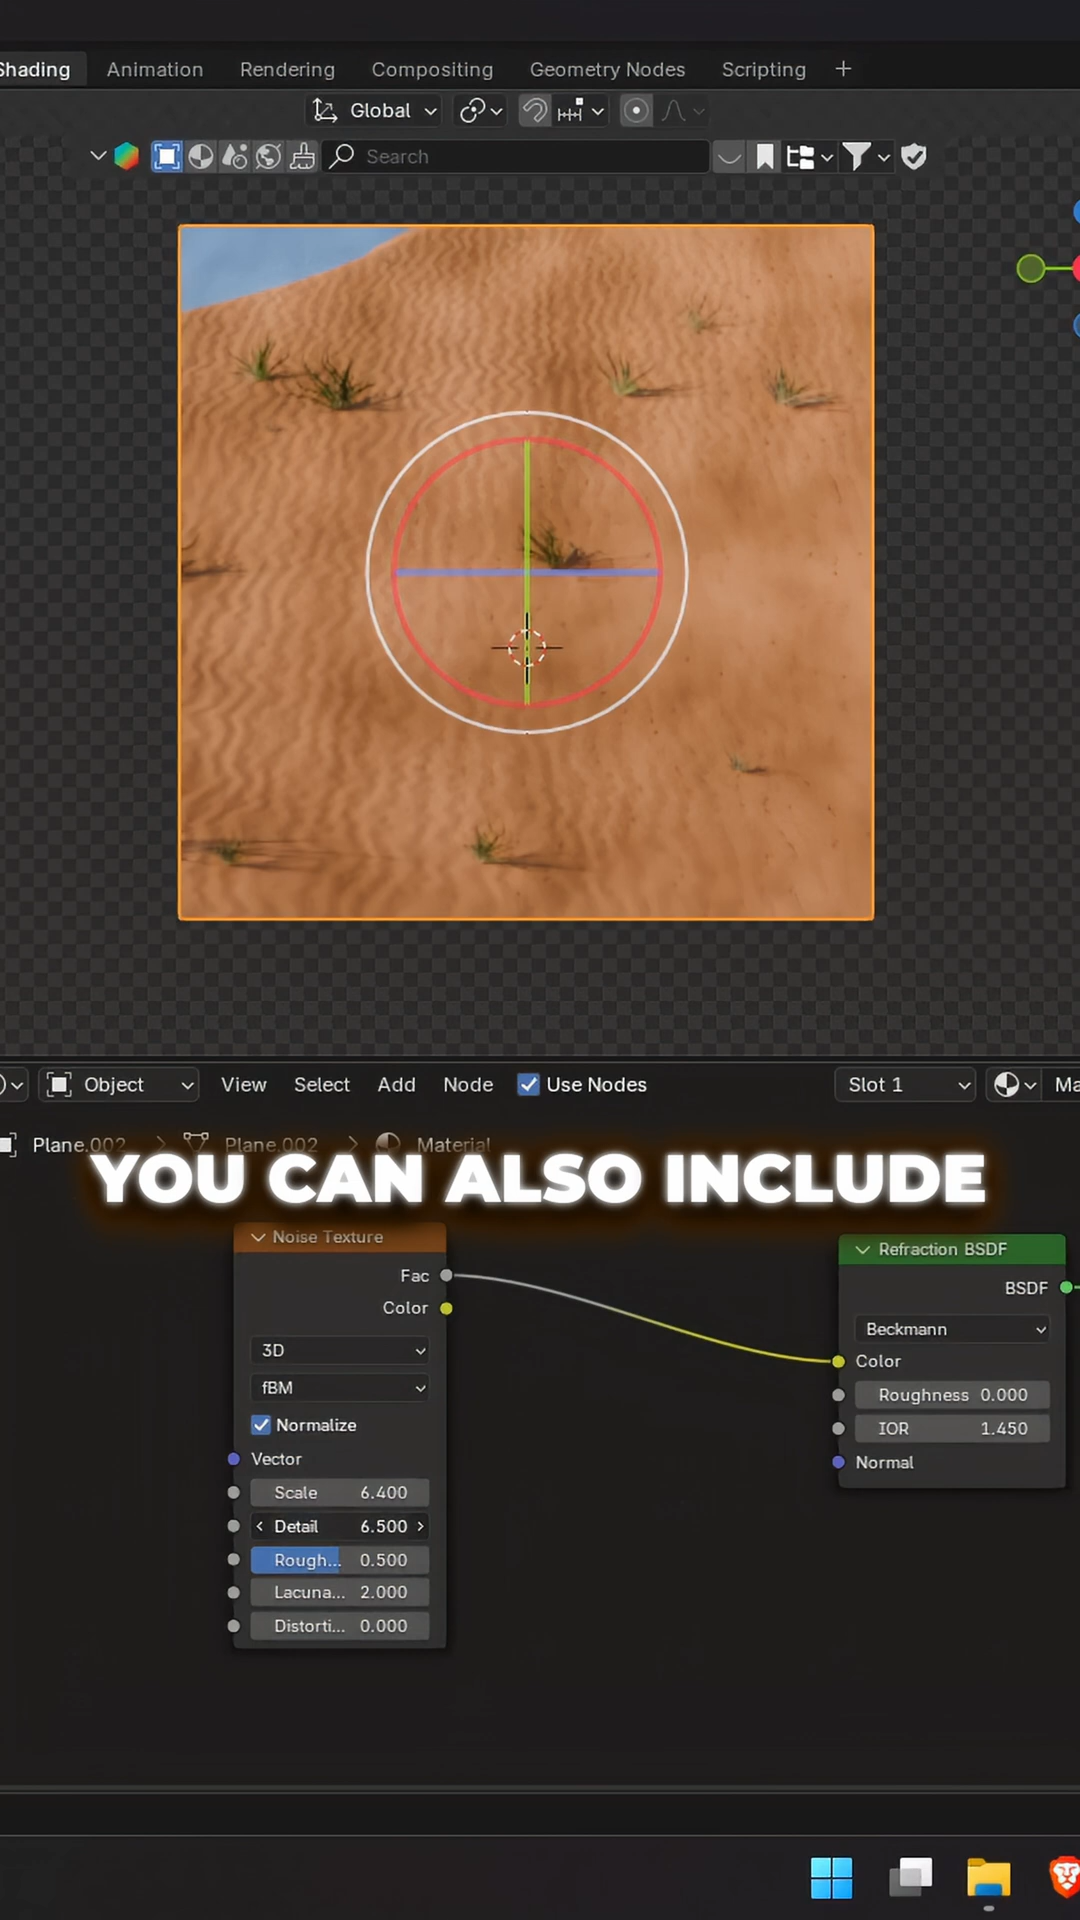 Shading Animation Rendering Compositing Geometry Nodes Scripting +
Global
Search
Object View Select Add Node Use Nodes Slot 1 Ma
Plane.002 > Plane.002 > Material
YOU CAN ALSO INCLUDE
Noise Texture
Fac
Color
3D
fBM
Normalize
Vector
Scale 6.400
Detail 6.500
Rough... 0.500
Lacuna... 2.000
Distorti... 0.000
Refraction BSDF
BSDF
Beckmann
Color
Roughness 0.000
IOR 1.450
Normal